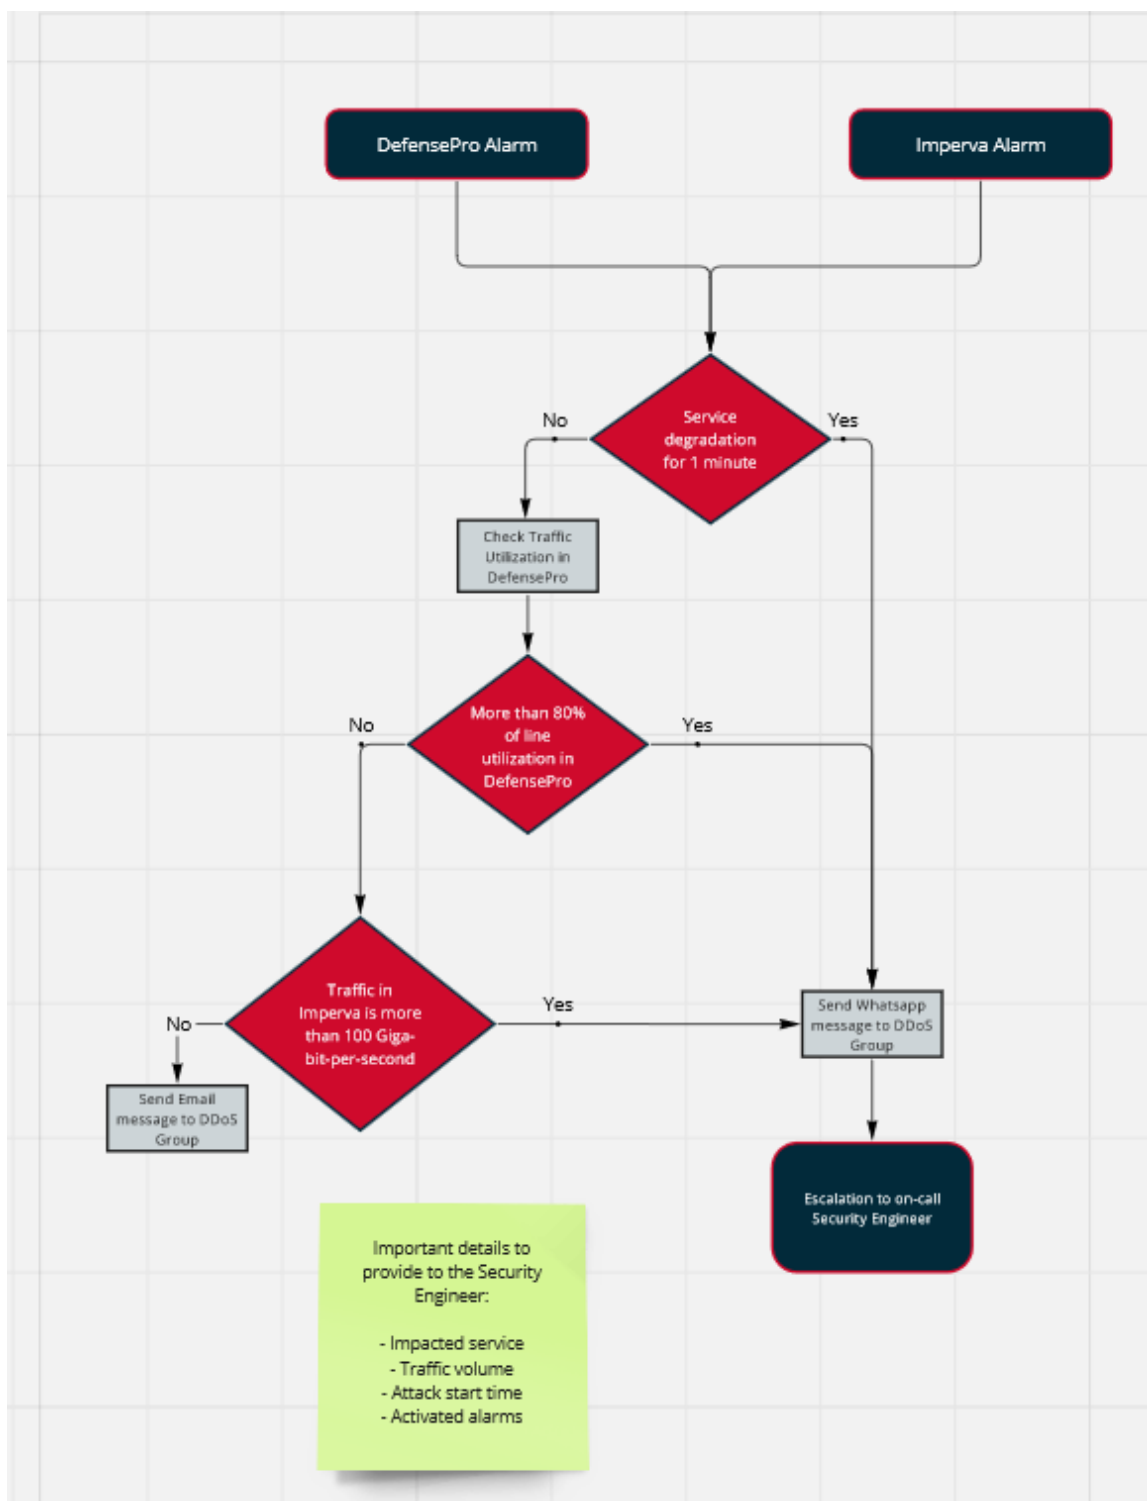 DefensePro Alarm
Imperva Alarm
Service
degradation
for 1 minute
No
Yes
Check Traffic
Utilization in
DefensePro
More than 80%
of line
utilization in
DefensePro
No
Yes
Traffic in
Imperva is more
than 100 Giga-
bit-per-second
No
Yes
Send Whatsapp
message to DDoS
Group
Send Email
message to DDoS
Group
Escalation to on-call
Security Engineer
Important details to
provide to the Security
Engineer:
- Impacted service
- Traffic volume
- Attack start time
- Activated alarms